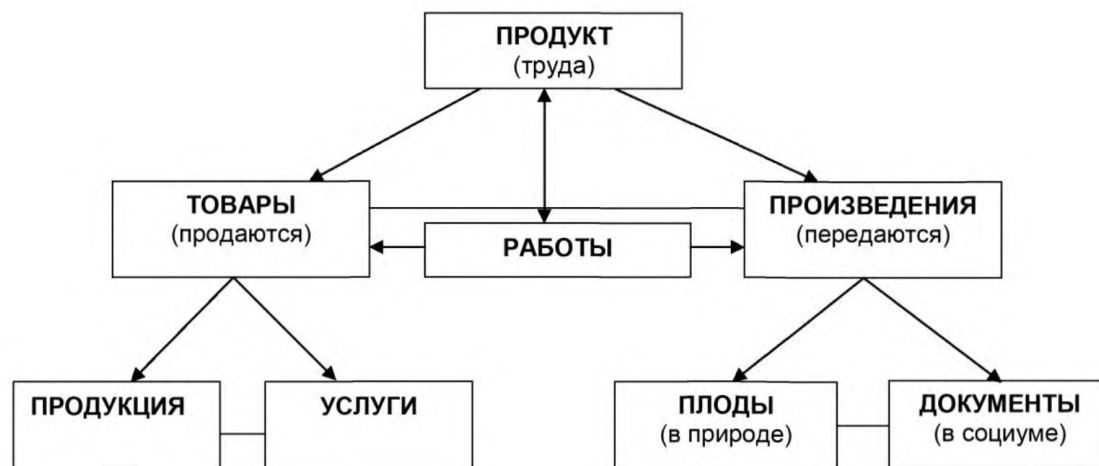 ПРОДУКТ
(труда)
ТОВАРЫ
(продаются)
ПРОИЗВЕДЕНИЯ
(передаются)
РАБОТЫ
ПРОДУКЦИЯ
УСЛУГИ
ПЛОДЫ
(в природе)
ДОКУМЕНТЫ
(в социуме)